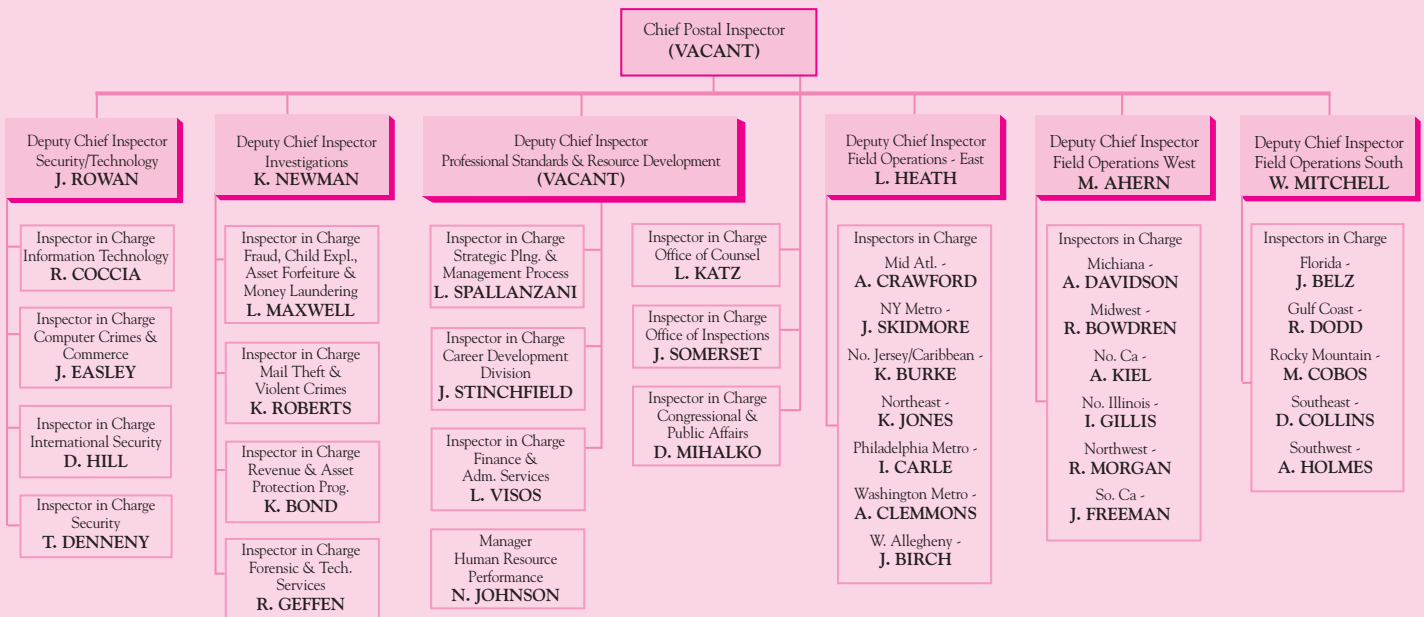 Chief Postal Inspector
(VACANT)
Deputy Chief Inspector
Security/Technology
J. ROWAN
Inspector in Charge
Information Technology
R. COCCIA
Inspector in Charge
Computer Crimes &
Commerce
J. EASLEY
Inspector in Charge
International Security
D. HILL
Inspector in Charge
Security
T. DENNENY
Deputy Chief Inspector
Investigations
K. NEWMAN
Inspector in Charge
Fraud, Child Expl.,
Asset Forfeiture &
Money Laundering
L. MAXWELL
Inspector in Charge
Mail Theft &
Violent Crimes
K. ROBERTS
Inspector in Charge
Revenue & Asset
Protection Prog.
K. BOND
Inspector in Charge
Forensic & Tech.
Services
R. GEFFEN
Deputy Chief Inspector
Professional Standards & Resource Development
(VACANT)
Inspector in Charge
Strategic Plng. &
Management Process
L. SPALLANZANI
Inspector in Charge
Career Development
Division
J. STINCHFIELD
Inspector in Charge
Finance &
Adm. Services
L. VISOS
Manager
Human Resource
Performance
N. JOHNSON
Inspector in Charge
Office of Counsel
L. KATZ
Inspector in Charge
Office of Inspections
J. SOMERSET
Inspector in Charge
Congressional &
Public Affairs
D. MIHALKO
Deputy Chief Inspector
Field Operations - East
L. HEATH
Inspectors in Charge
Mid Atl. -
A. CRAWFORD
NY Metro -
J. SKIDMORE
No. Jersey/Caribbean -
K. BURKE
Northeast -
K. JONES
Philadelphia Metro -
I. CARLE
Washington Metro -
A. CLEMMONS
W. Allegheny -
J. BIRCH
Deputy Chief Inspector
Field Operations West
M. AHERN
Inspectors in Charge
Michiana -
A. DAVIDSON
Midwest -
R. BOWDREN
No. Ca -
A. KIEL
No. Illinois -
I. GILLIS
Northwest -
R. MORGAN
So. Ca -
J. FREEMAN
Deputy Chief Inspector
Field Operations South
W. MITCHELL
Inspectors in Charge
Florida -
J. BELZ
Gulf Coast -
R. DODD
Rocky Mountain -
M. COBOS
Southeast -
D. COLLINS
Southwest -
A. HOLMES